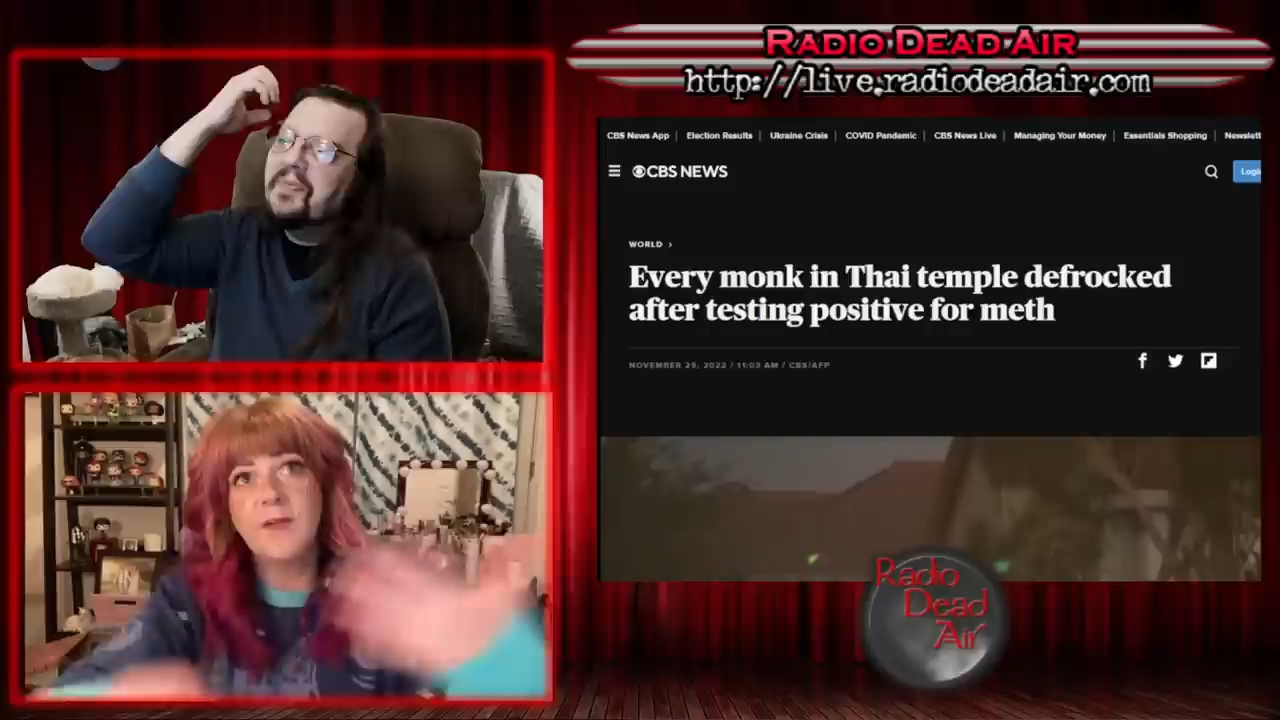 Radio Dead Air
http://live.radiodeadair.com
CBS News App | Election Results | Ukraine Crisis | COVID Pandemic | CBS News Live | Managing Your Money | Essentials Shopping |
CBS NEWS
WORLD ›
Every monk in Thai temple defrocked
after testing positive for meth
NOVEMBER 29, 2022 / 11:03 AM / CBS/AFP
Radio
Dead
Air